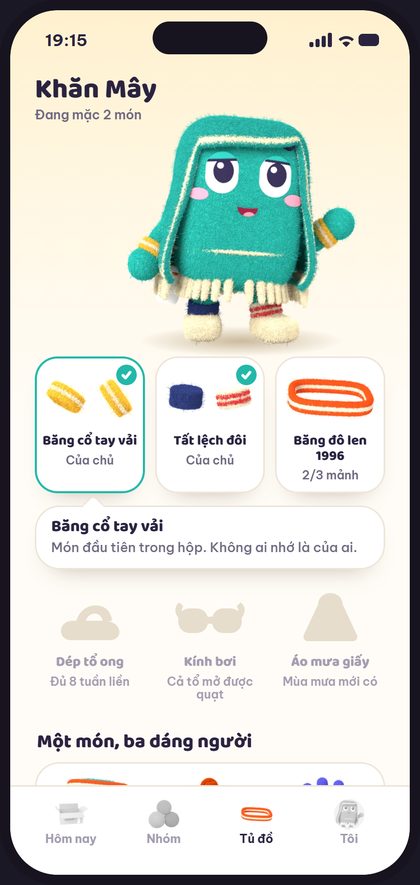 19:15
Khăn Mây
Đang mặc 2 món
Băng cổ tay vải
Của chủ
Tất lệch đôi
Của chủ
Băng đô len
1996
2/3 mảnh
Băng cổ tay vải
Món đầu tiên trong hộp. Không ai nhớ là của ai.
Dép tổ ong
Đủ 8 tuần liền
Kính bơi
Cả tổ mở được
quạt
Áo mưa giấy
Mùa mưa mới có
Một món, ba dáng người
Hôm nay
Nhóm
Tủ đồ
Tôi